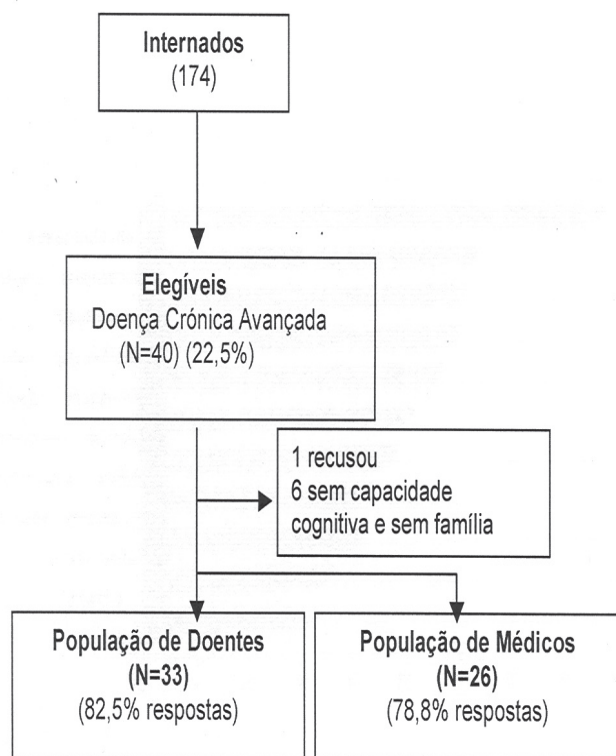 Internados
(174)
Elegíveis
Doença Crónica Avançada
(N=40) (22,5%)
1 recusou
6 sem capacidade
cognitiva e sem família
População de Doentes
(N=33)
(82,5% respostas)
População de Médicos
(N=26)
(78,8% respostas)